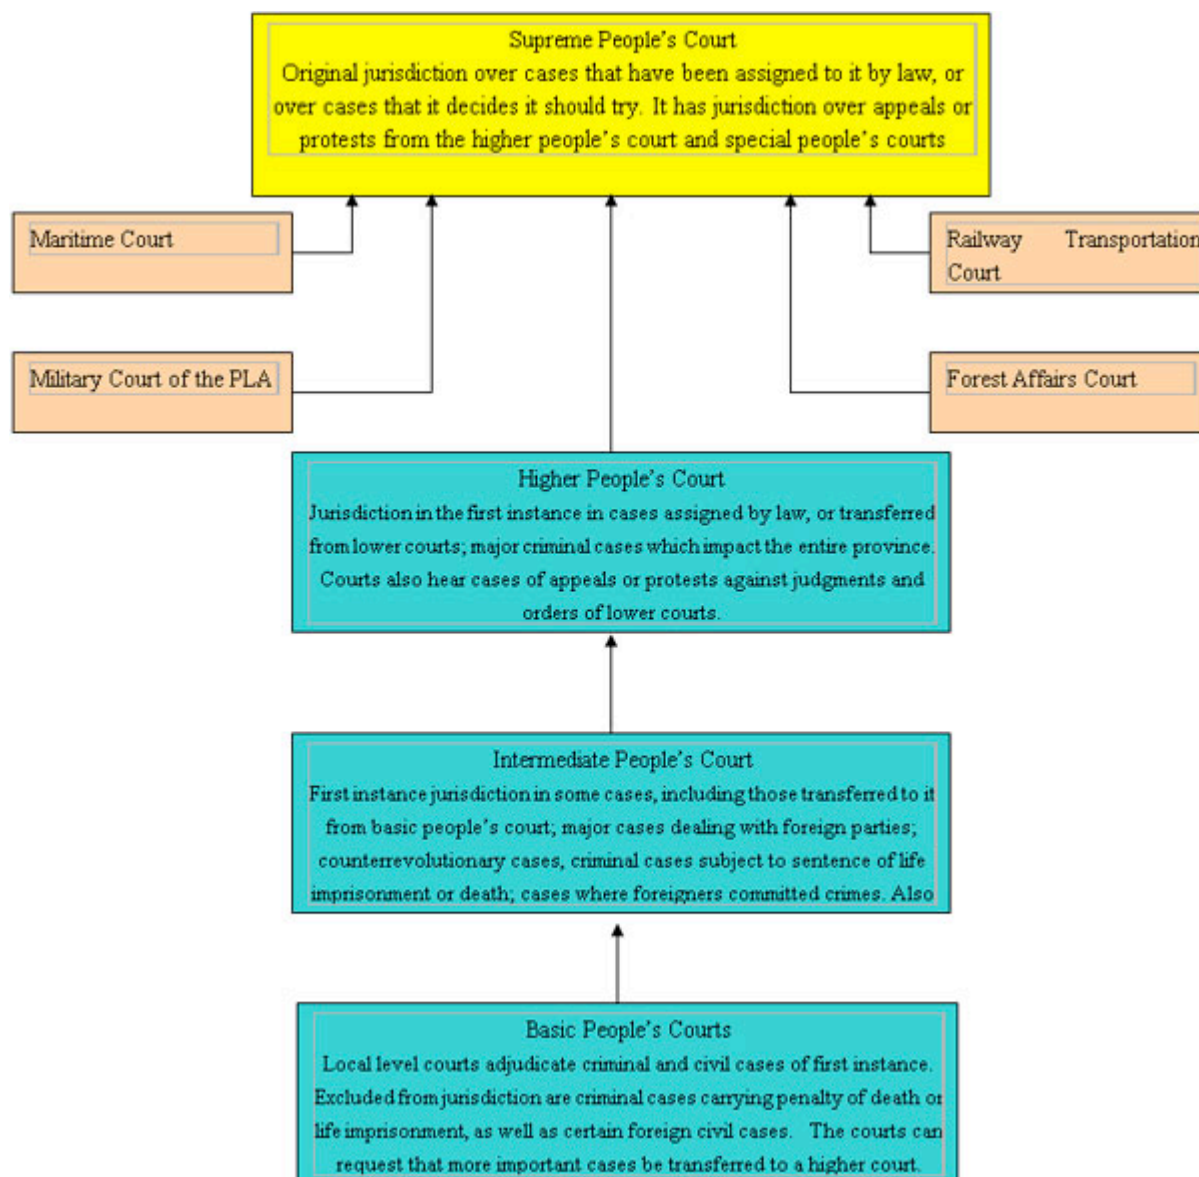 Supreme People's Court
Original jurisdiction over cases that have been assigned to it by law, or
over cases that it decides it should try. It has jurisdiction over appeals or
protests from the higher people's court and special people's courts
Maritime Court
Railway Transportation
Court
Military Court of the PLA
Forest Affairs Court
Higher People's Court
Jurisdiction in the first instance in cases assigned by law, or transferred
from lower courts; major criminal cases which impact the entire province.
Courts also hear cases of appeals or protests against judgments and
orders of lower courts.
Intermediate People's Court
First instance jurisdiction in some cases, including those transferred to it
from basic people's court; major cases dealing with foreign parties;
counterrevolutionary cases, criminal cases subject to sentence of life
imprisonment or death; cases where foreigners committed crimes. Also
Basic People's Courts
Local level courts adjudicate criminal and civil cases of first instance.
Excluded from jurisdiction are criminal cases carrying penalty of death or
life imprisonment, as well as certain foreign civil cases. The courts can
request that more important cases be transferred to a higher court.